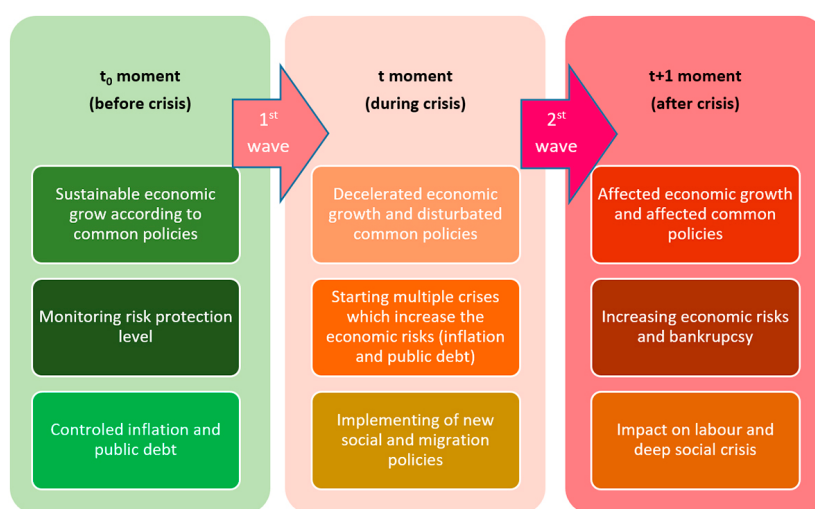 t0 moment
(before crisis)
Sustainable economic
grow according to
common policies
Monitoring risk protection
level
Controled inflation and
public debt
1st
wave
t moment
(during crisis)
Decelerated economic
growth and disturbated
common policies
Starting multiple crises
which increase the
economic risks (inflation
and public debt)
Implementing of new
social and migration
policies
2st
wave
t+1 moment
(after crisis)
Affected economic growth
and affected common
policies
Increasing economic risks
and bankrupcsy
Impact on labour and
deep social crisis